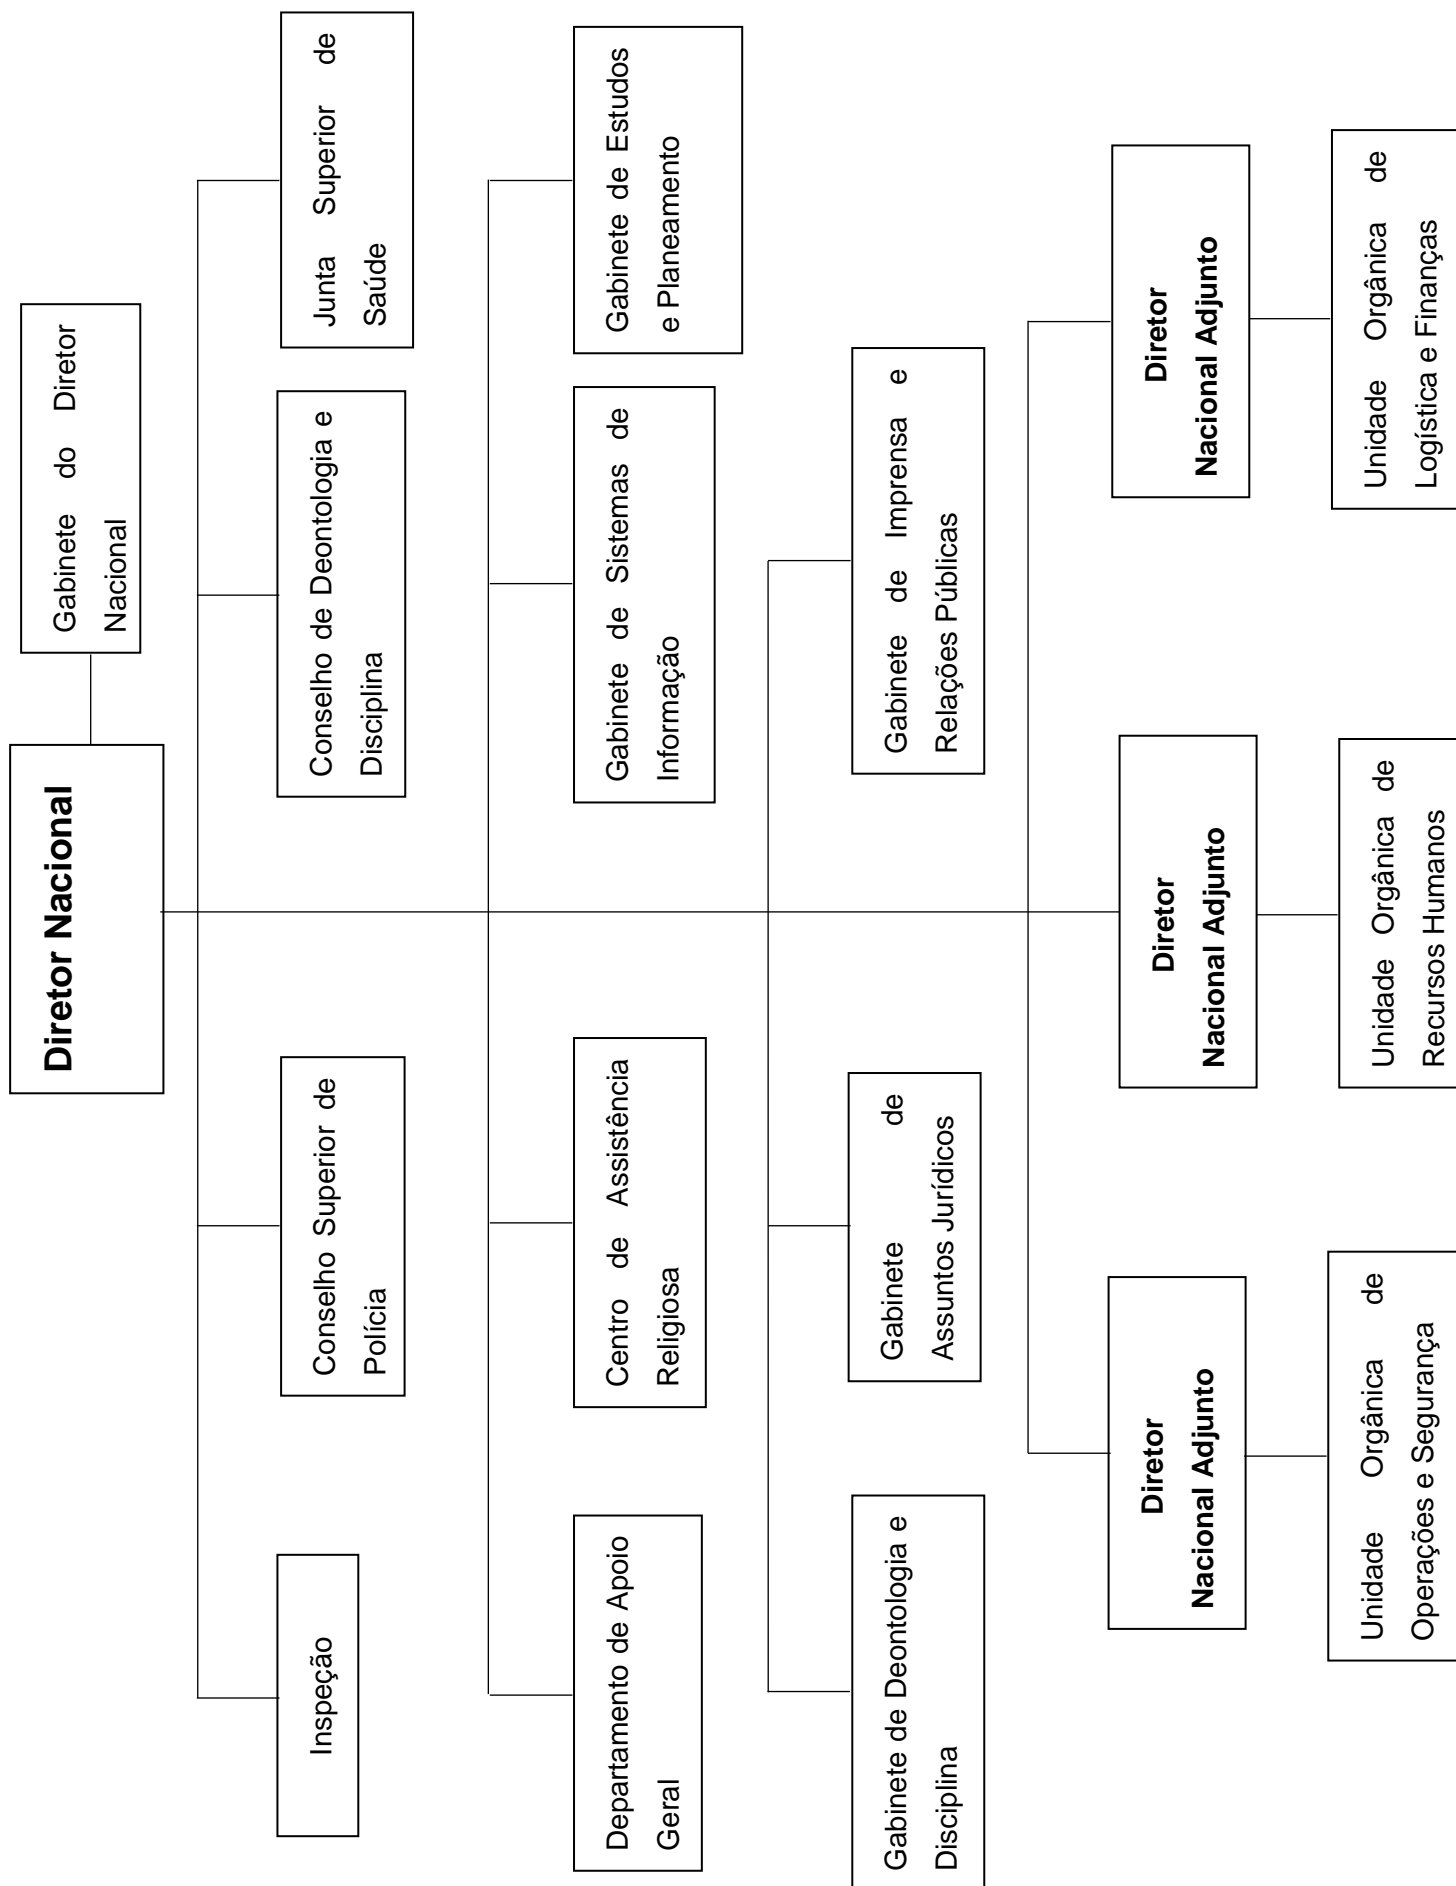 Diretor Nacional
Gabinete do Diretor
Nacional
Inspeção
Conselho Superior de
Polícia
Conselho de Deontologia e
Disciplina
Junta Superior de
Saúde
Departamento de Apoio
Geral
Centro de Assistência
Religiosa
Gabinete de Sistemas de
Informação
Gabinete de Estudos
e Planeamento
Gabinete de Deontologia e
Disciplina
Gabinete de
Assuntos Jurídicos
Gabinete de Imprensa e
Relações Públicas
Diretor
Nacional Adjunto
Diretor
Nacional Adjunto
Diretor
Nacional Adjunto
Unidade Orgânica de
Operações e Segurança
Unidade Orgânica de
Recursos Humanos
Unidade Orgânica de
Logística e Finanças